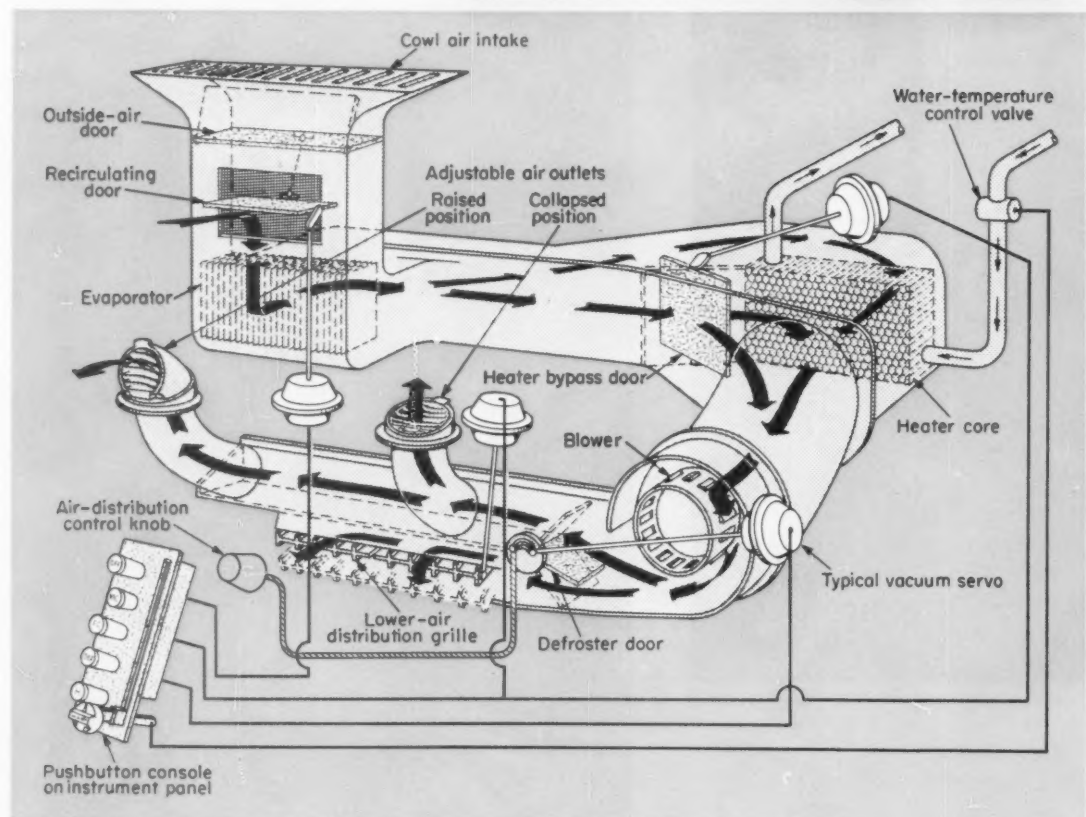 Cowl air intake
Outside-air
door
Water-temperature
control valve
Recirculating
door
Adjustable air outlets
Raised
position
Collapsed
position
Evaporator
Heater bypass door
Heater core
Blower
Air-distribution
control knob
Typical vacuum servo
Lower-air
distribution grille
Defroster door
Pushbutton console
on instrument panel